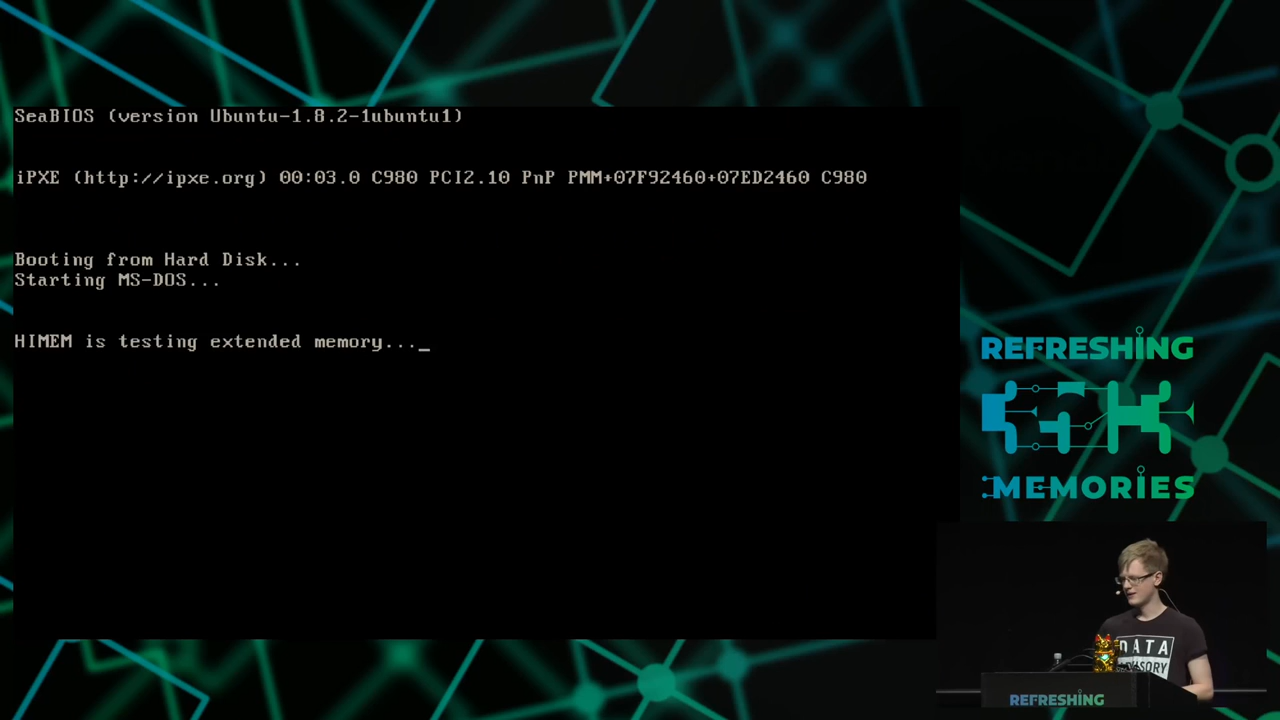 SeaBIOS (version Ubuntu-1.8.2-1ubuntu1)
iPXE (http://ipxe.org) 00:03.0 C980 PCI2.10 PnP PMM+07F92460+07ED2460 C980
Booting from Hard Disk...
Starting MS-DOS...
HIMEM is testing extended memory..._
REFRESHING
MEMORIES
DATA
REFRESHING